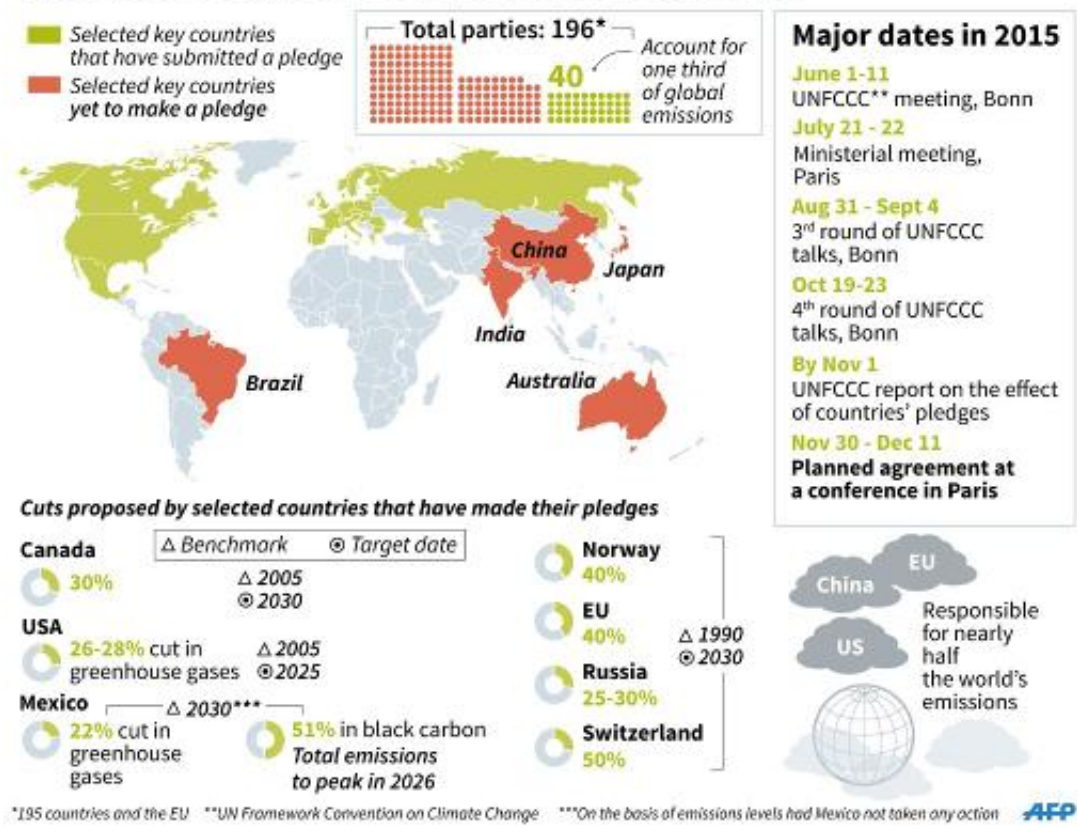 Selected key countries
that have submitted a pledge
Selected key countries
yet to make a pledge
Total parties: 196*
40
Account for
one third
of global
emissions
China
Japan
India
Brazil
Australia
Major dates in 2015
June 1-11
UNFCCC** meeting, Bonn
July 21 - 22
Ministerial meeting,
Paris
Aug 31 - Sept 4
3rd round of UNFCCC
talks, Bonn
Oct 19-23
4th round of UNFCCC
talks, Bonn
By Nov 1
UNFCCC report on the effect
of countries' pledges
Nov 30 - Dec 11
Planned agreement at
a conference in Paris
Cuts proposed by selected countries that have made their pledges
△ Benchmark ⦿ Target date
Canada
30%
△ 2005
⦿ 2030
USA
26-28% cut in
greenhouse gases
△ 2005
⦿ 2025
Mexico
△ 2030***
22% cut in
greenhouse
gases
51% in black carbon
Total emissions
to peak in 2026
Norway
40%
EU
40%
Russia
25-30%
Switzerland
50%
△ 1990
⦿ 2030
China
EU
US
Responsible
for nearly
half
the world's
emissions
*195 countries and the EU **UN Framework Convention on Climate Change ***On the basis of emissions levels had Mexico not taken any action
AFP